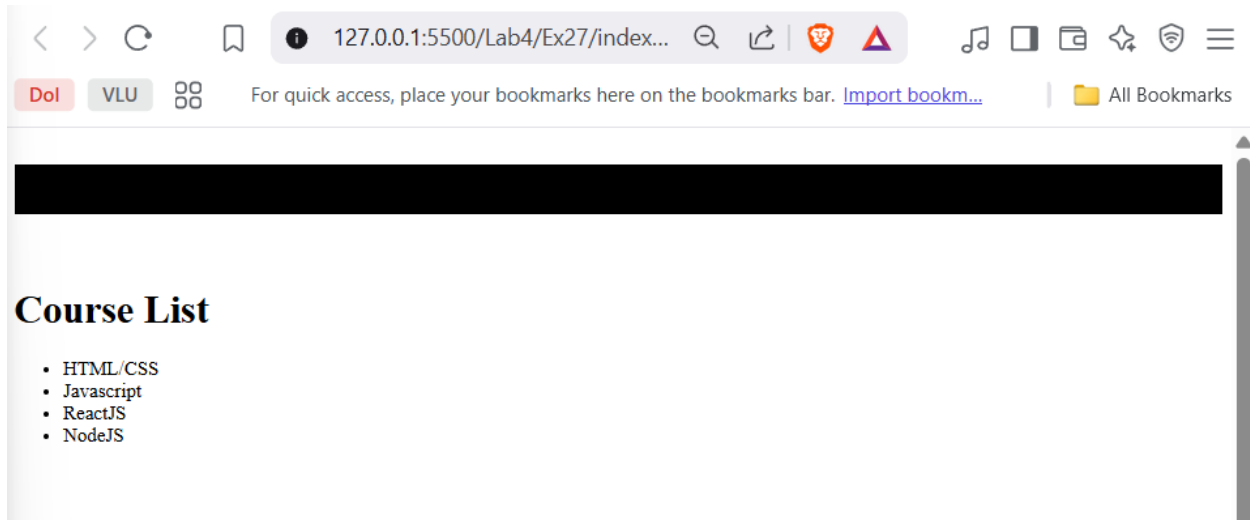 127.0.0.1:5500/Lab4/Ex27/index...
DoI VLU For quick access, place your bookmarks here on the bookmarks bar. Import bookm... All Bookmarks
Course List
• HTML/CSS
• Javascript
• ReactJS
• NodeJS